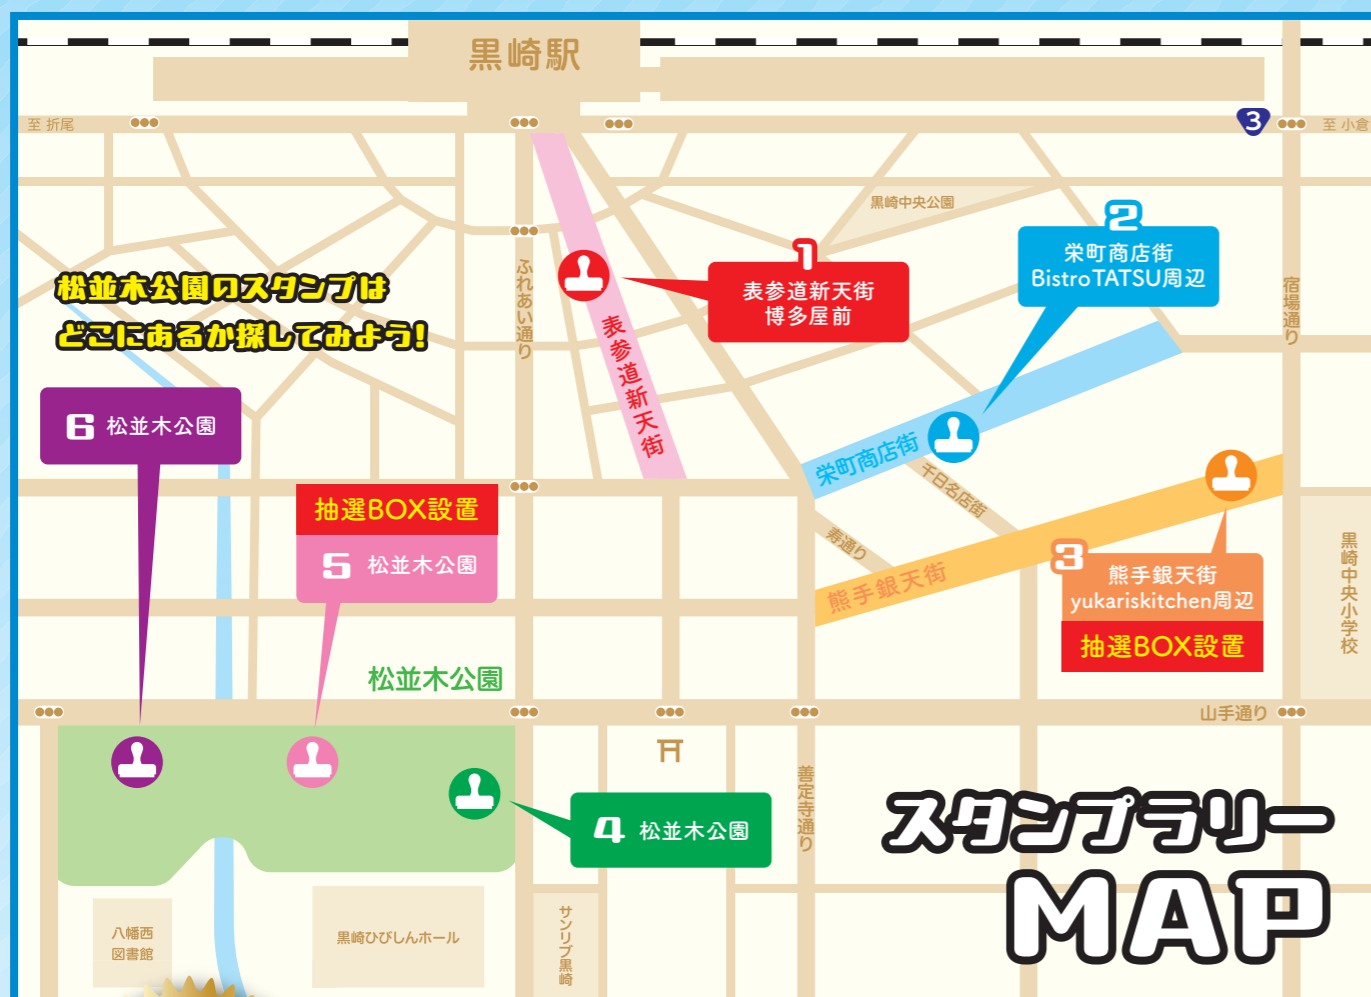 黒崎駅
至 折尾
3
至 小倉
黒崎中央公園
2
栄町商店街
BistroTATSU周辺
1
表参道新天街
博多屋前
松並木公園のスタンプは
どこにあるか探してみよう!
ふれあい通り
宿場通り
表参道新天街
6 松並木公園
栄町商店街
千日名店街
抽選BOX設置
5 松並木公園
寿通り
熊手銀天街
3
熊手銀天街
yukariskitchen周辺
抽選BOX設置
黒崎中央小学校
松並木公園
山手通り
善定寺通り
4 松並木公園
スタンプラリー
MAP
八幡西
図書館
黒崎ひびしんホール
サンリブ黒崎